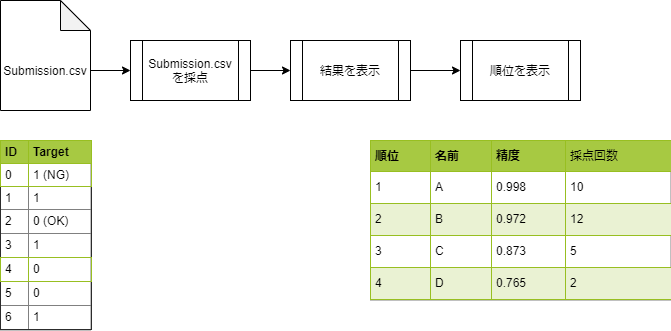 Submission.csv
Submission.csv
を採点
結果を表示
順位を表示
ID Target
0 1 (NG)
1 1
2 0 (OK)
3 1
4 0
5 0
6 1
順位 名前 精度 採点回数
1 A 0.998 10
2 B 0.972 12
3 C 0.873 5
4 D 0.765 2